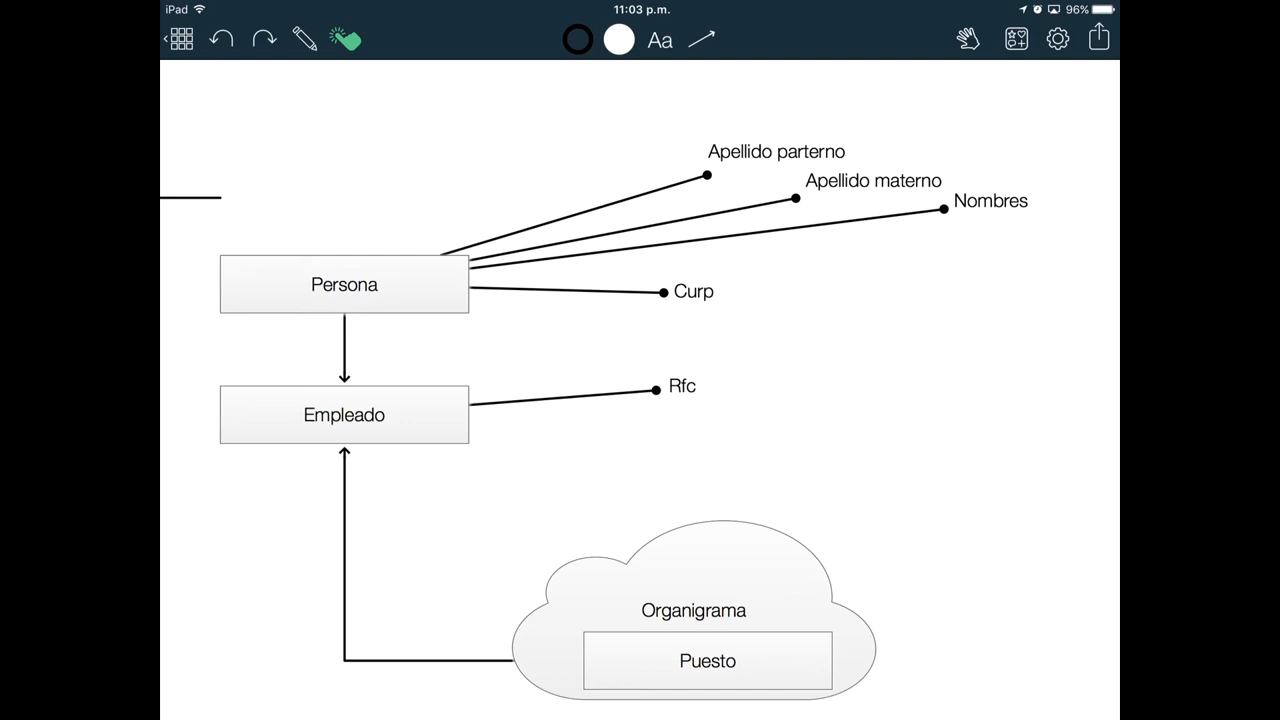 iPad
11:03 p.m.
96%
Aa
Apellido parterno
Apellido materno
Nombres
Persona
Curp
Rfc
Empleado
Organigrama
Puesto